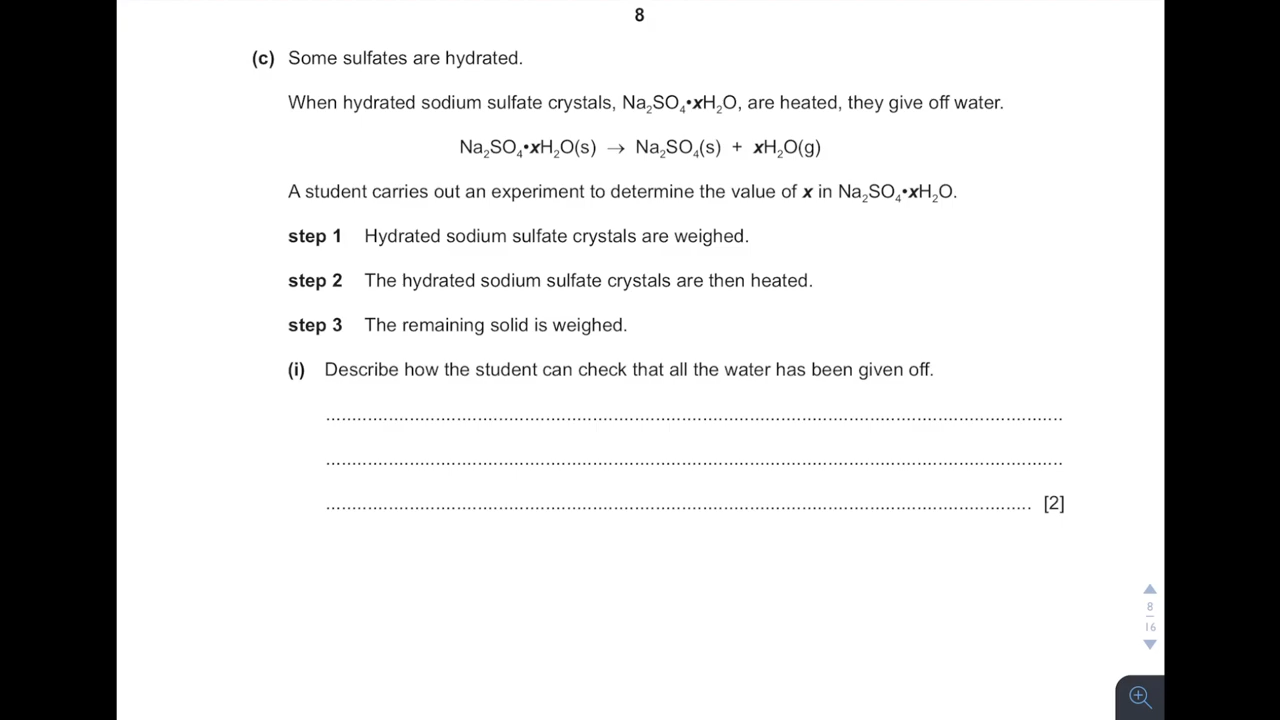 8
(c) Some sulfates are hydrated.
When hydrated sodium sulfate crystals, Na₂SO₄•xH₂O, are heated, they give off water.
Na₂SO₄•xH₂O(s) → Na₂SO₄(s) + xH₂O(g)
A student carries out an experiment to determine the value of x in Na₂SO₄•xH₂O.
step 1 Hydrated sodium sulfate crystals are weighed.
step 2 The hydrated sodium sulfate crystals are then heated.
step 3 The remaining solid is weighed.
(i) Describe how the student can check that all the water has been given off.
[2]
8
16